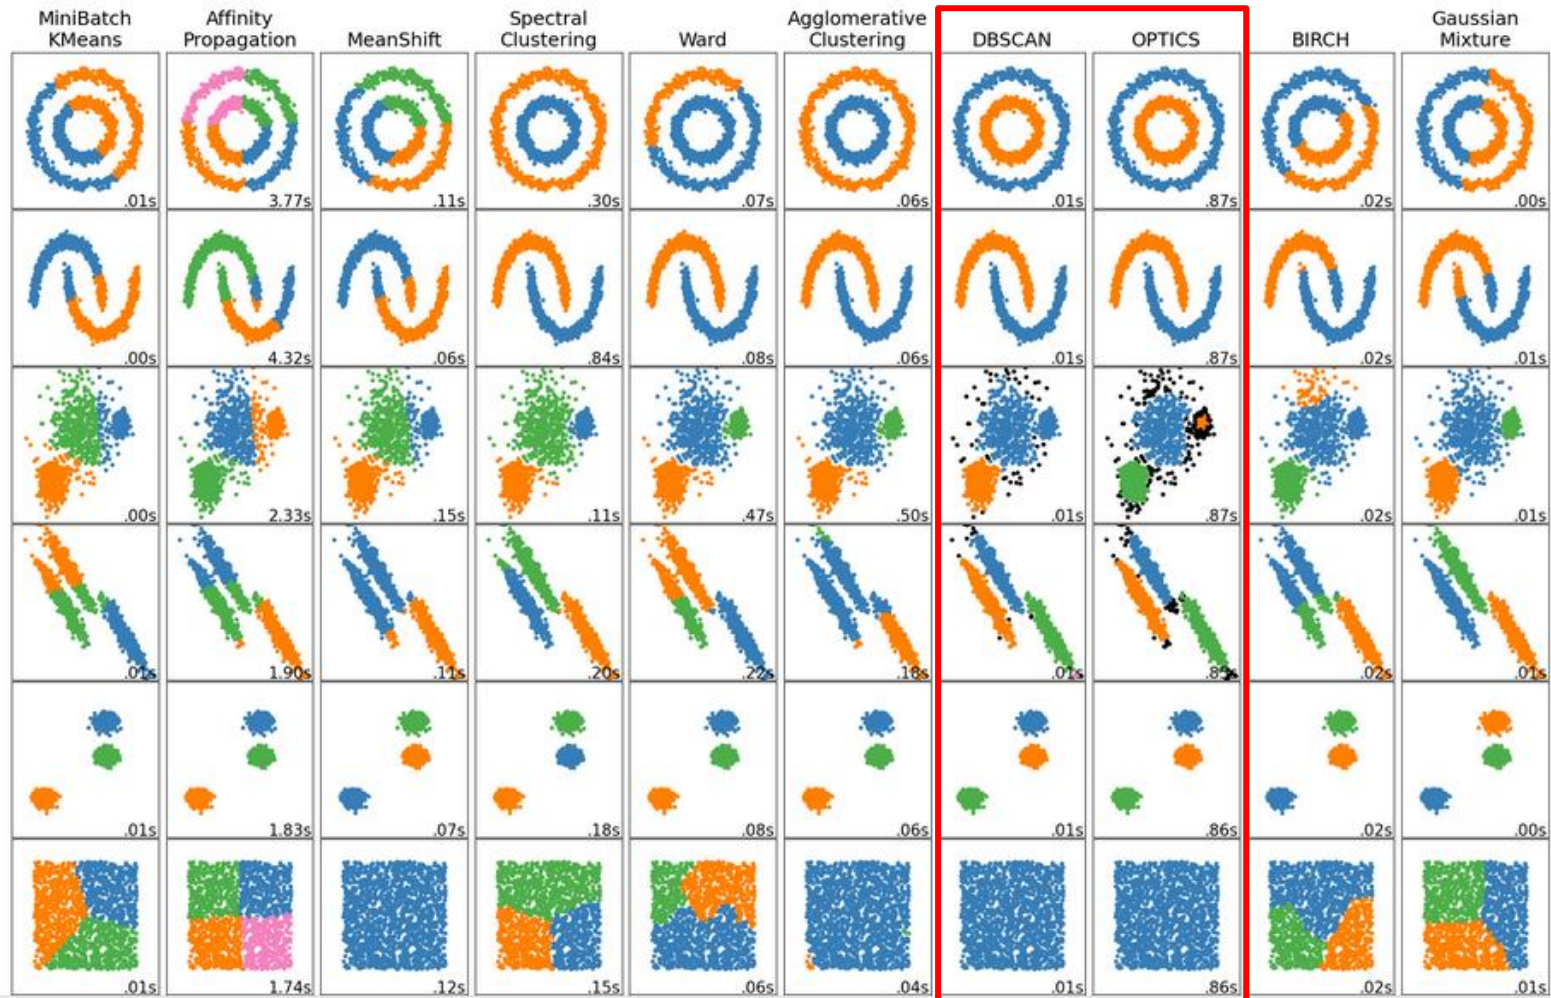 MiniBatch
KMeans
Affinity
Propagation
MeanShift
Spectral
Clustering
Ward
Agglomerative
Clustering
DBSCAN
OPTICS
BIRCH
Gaussian
Mixture
.01s 3.77s .11s .30s .07s .06s .01s .87s .02s .00s
.00s 4.32s .06s .84s .08s .06s .01s .87s .02s .01s
.00s 2.33s .15s .11s .47s .50s .01s .87s .02s .01s
.01s 1.90s .11s .20s .22s .18s .01s .02s .01s
.01s 1.83s .07s .18s .08s .06s .01s .86s .02s .00s
.01s 1.74s .12s .15s .06s .04s .01s .86s .02s .01s